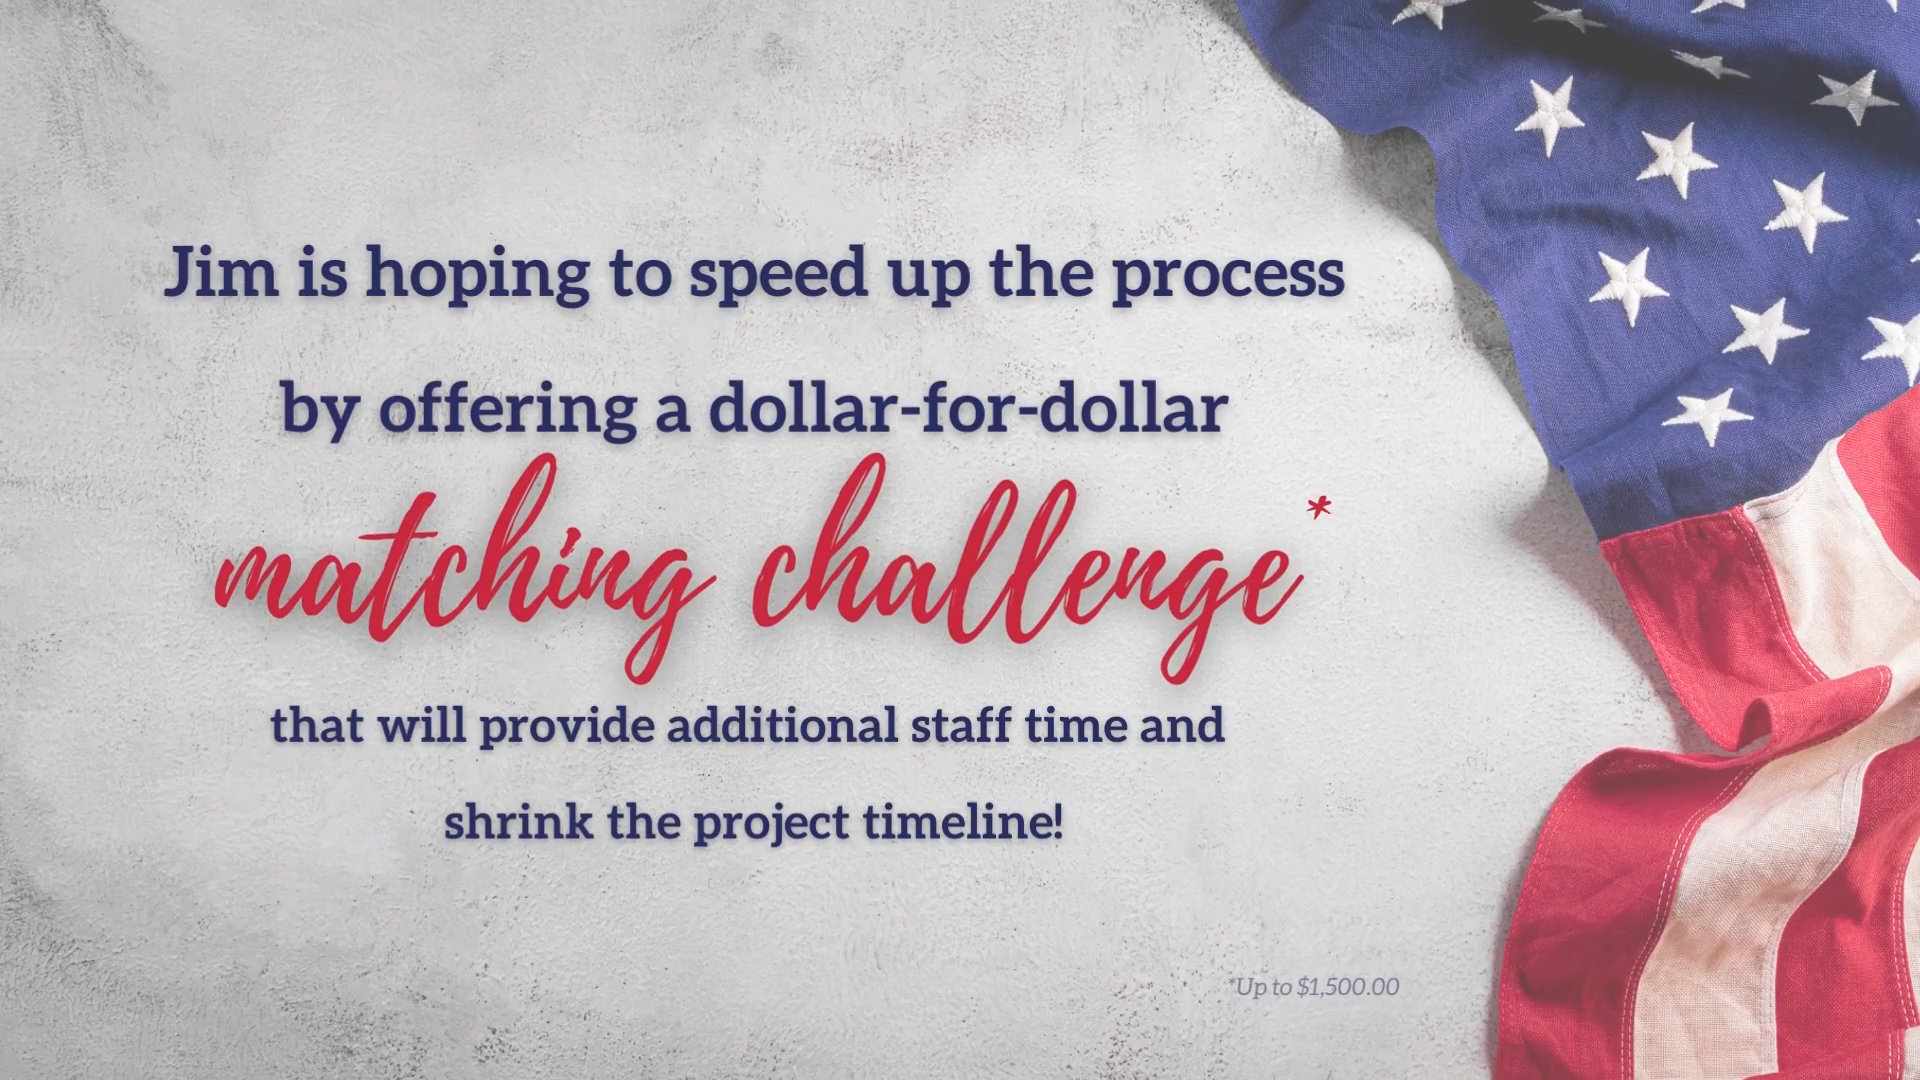 Jim is hoping to speed up the process
by offering a dollar-for-dollar
matching challenge*
that will provide additional staff time and
shrink the project timeline!
*Up to $1,500.00